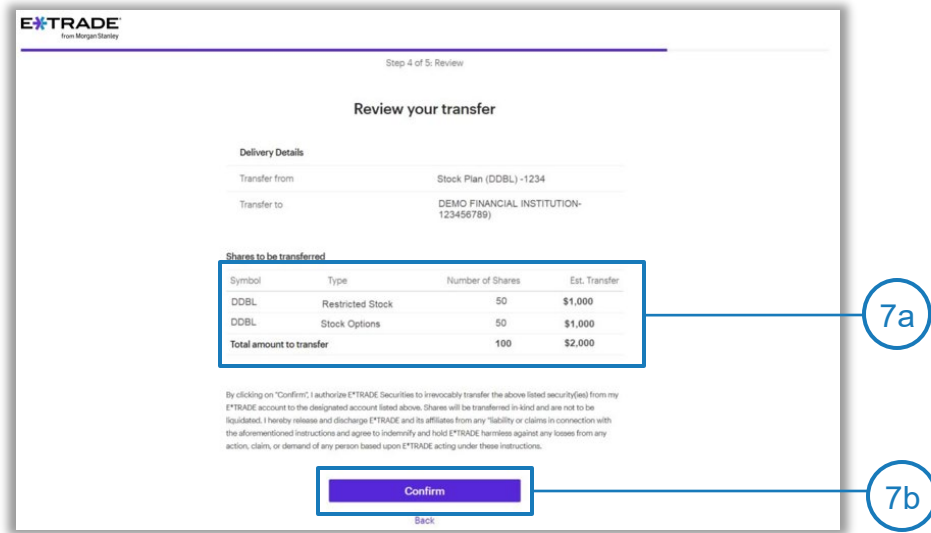 E*TRADE
from Morgan Stanley
Step 4 of 5: Review
Review your transfer
Delivery Details
Transfer from Stock Plan (DDBL) -1234
Transfer to DEMO FINANCIAL INSTITUTION-
123456789)
Shares to be transferred
Symbol Type Number of Shares Est. Transfer
DDBL Restricted Stock 50 $1,000
DDBL Stock Options 50 $1,000
Total amount to transfer 100 $2,000
7a
By clicking on "Confirm", I authorize E*TRADE Securities to irrevocably transfer the above listed security(ies) from my
E*TRADE account to the designated account listed above. Shares will be transferred in-kind and are not to be
liquidated. I hereby release and discharge E*TRADE and its affiliates from any "liability or claims in connection with
the aforementioned instructions and agree to indemnify and hold E*TRADE harmless against any losses from any
action, claim, or demand of any person based upon E*TRADE acting under these instructions.
Confirm
7b
Back